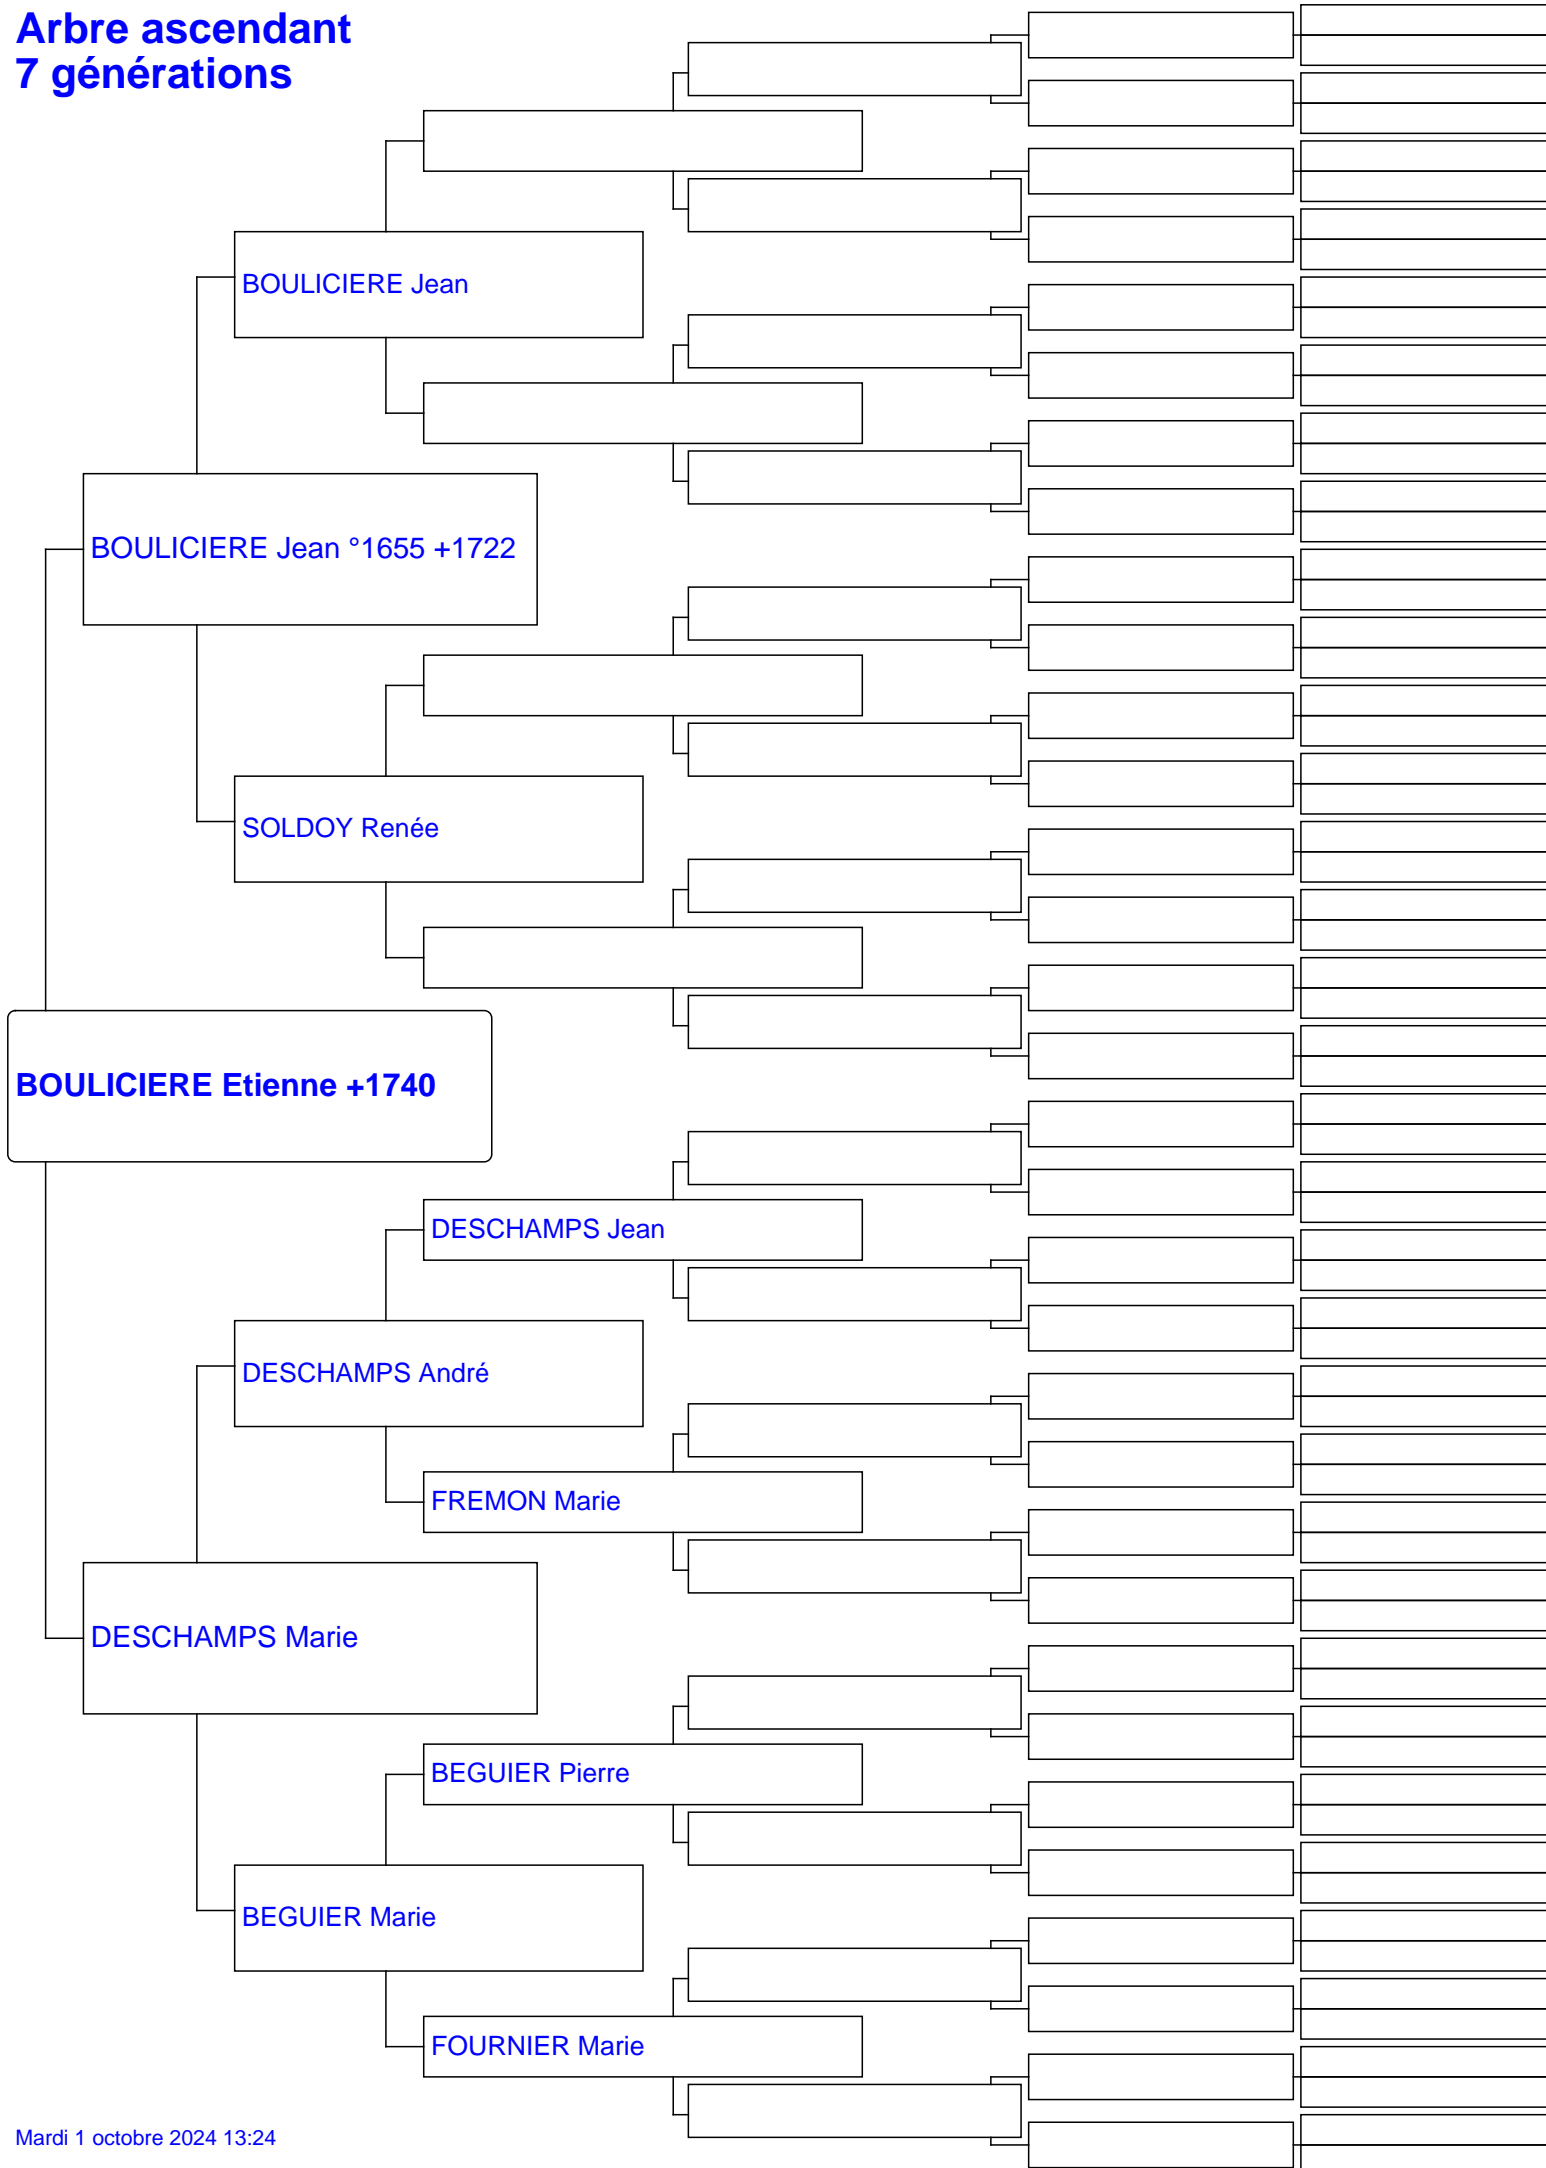 Arbre ascendant
7 générations
BOULICIERE Jean
BOULICIERE Jean °1655 +1722
SOLDOY Renée
BOULICIERE Etienne +1740
DESCHAMPS Jean
DESCHAMPS André
FREMON Marie
DESCHAMPS Marie
BEGUIER Pierre
BEGUIER Marie
FOURNIER Marie
Mardi 1 octobre 2024 13:24